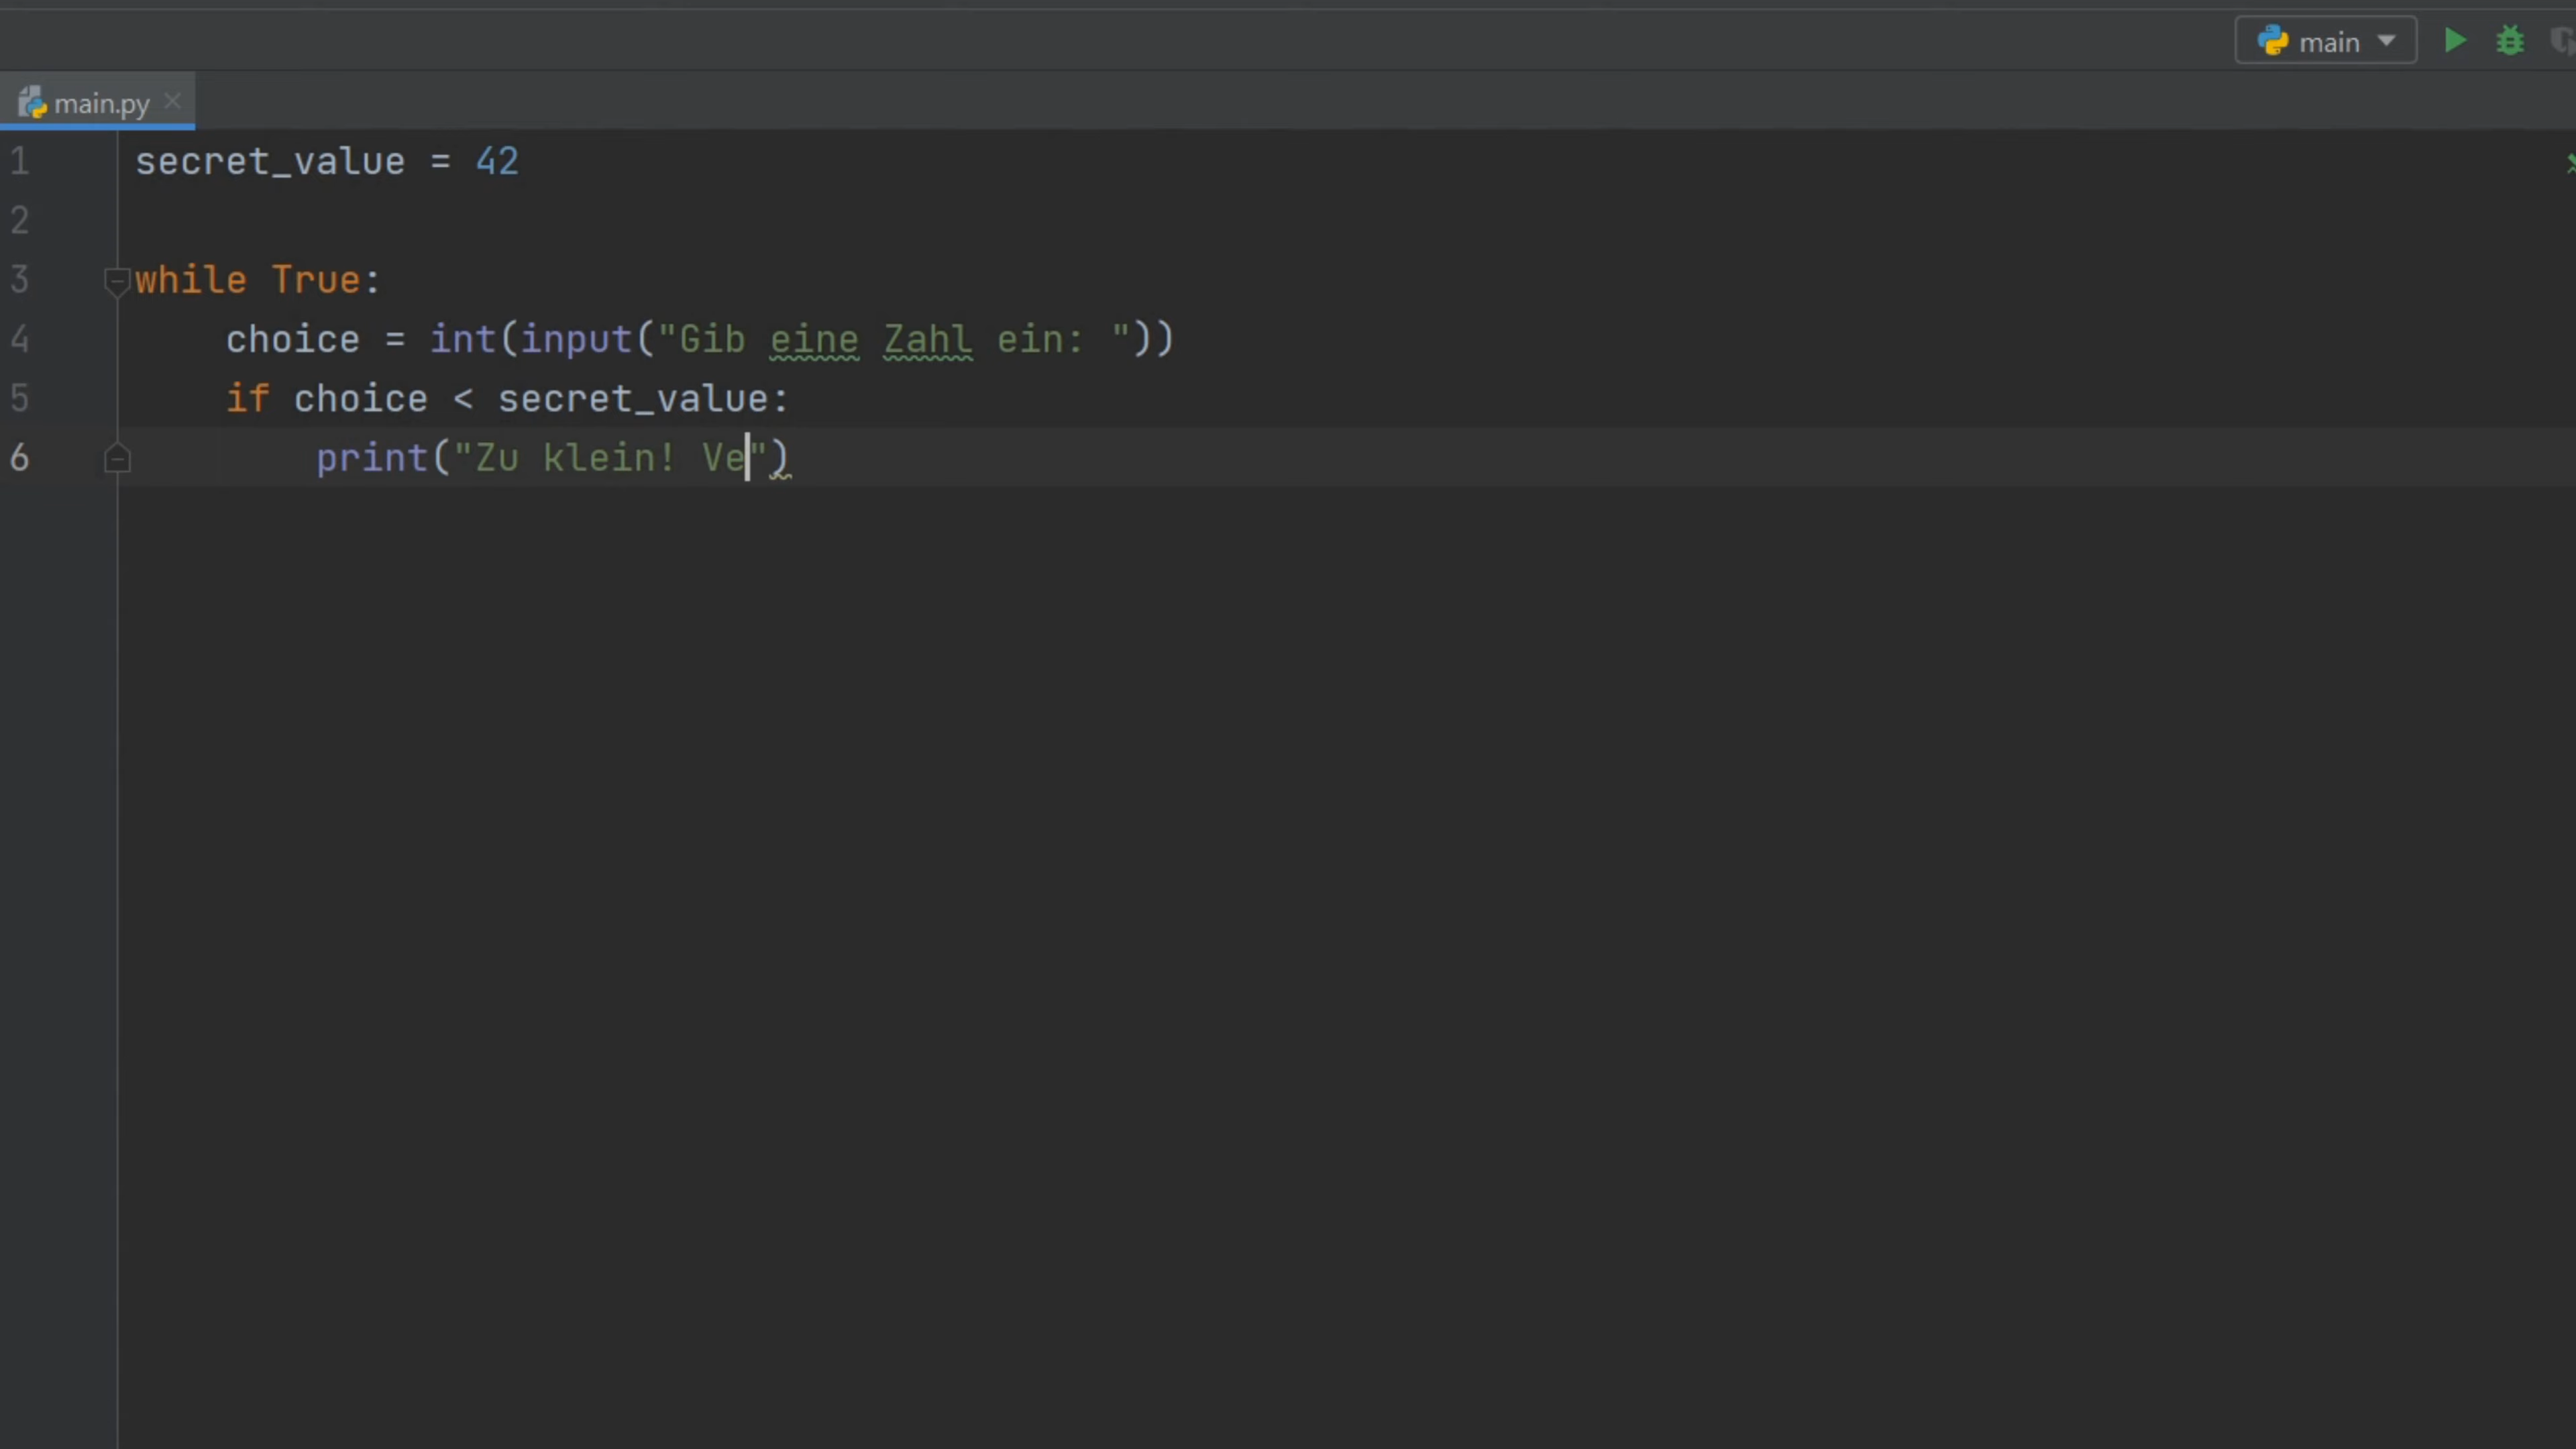 main
main.py
1 secret_value = 42
2
3 while True:
4     choice = int(input("Gib eine Zahl ein: "))
5     if choice < secret_value:
6         print("Zu klein! Ve")